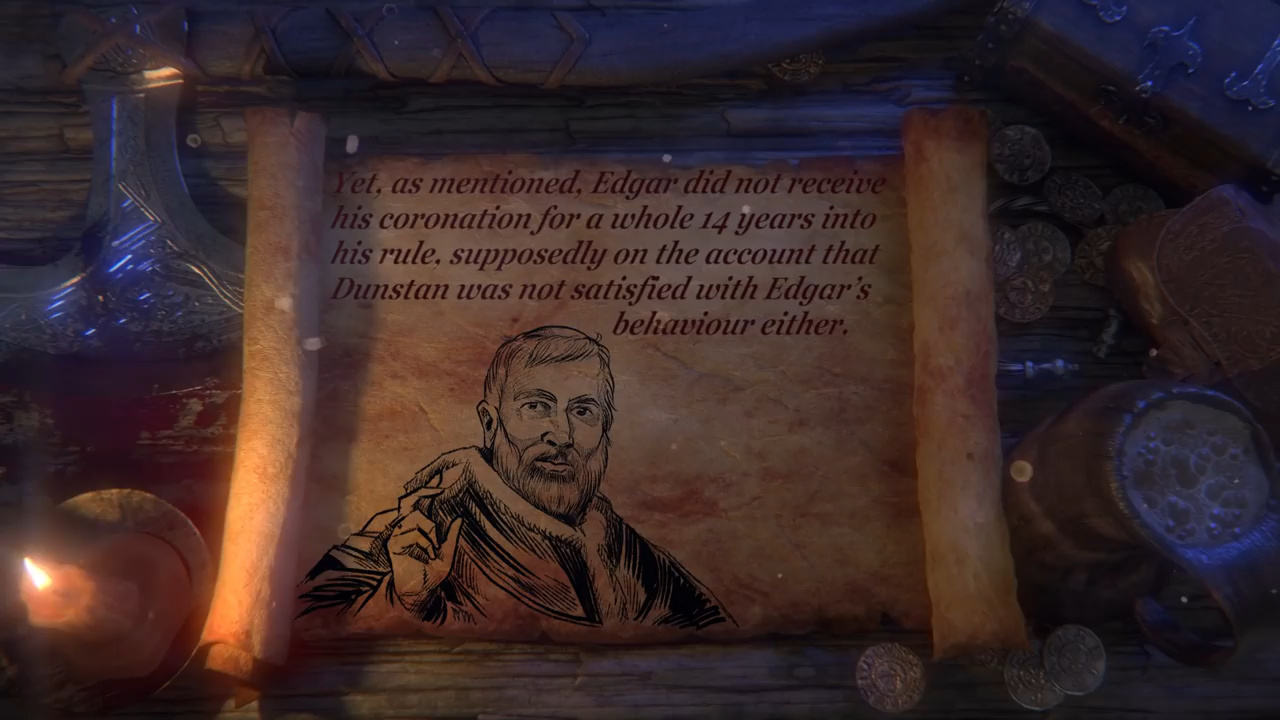 Yet, as mentioned, Edgar did not receive
his coronation for a whole 14 years into
his rule, supposedly on the account that
Dunstan was not satisfied with Edgar's
behaviour either.